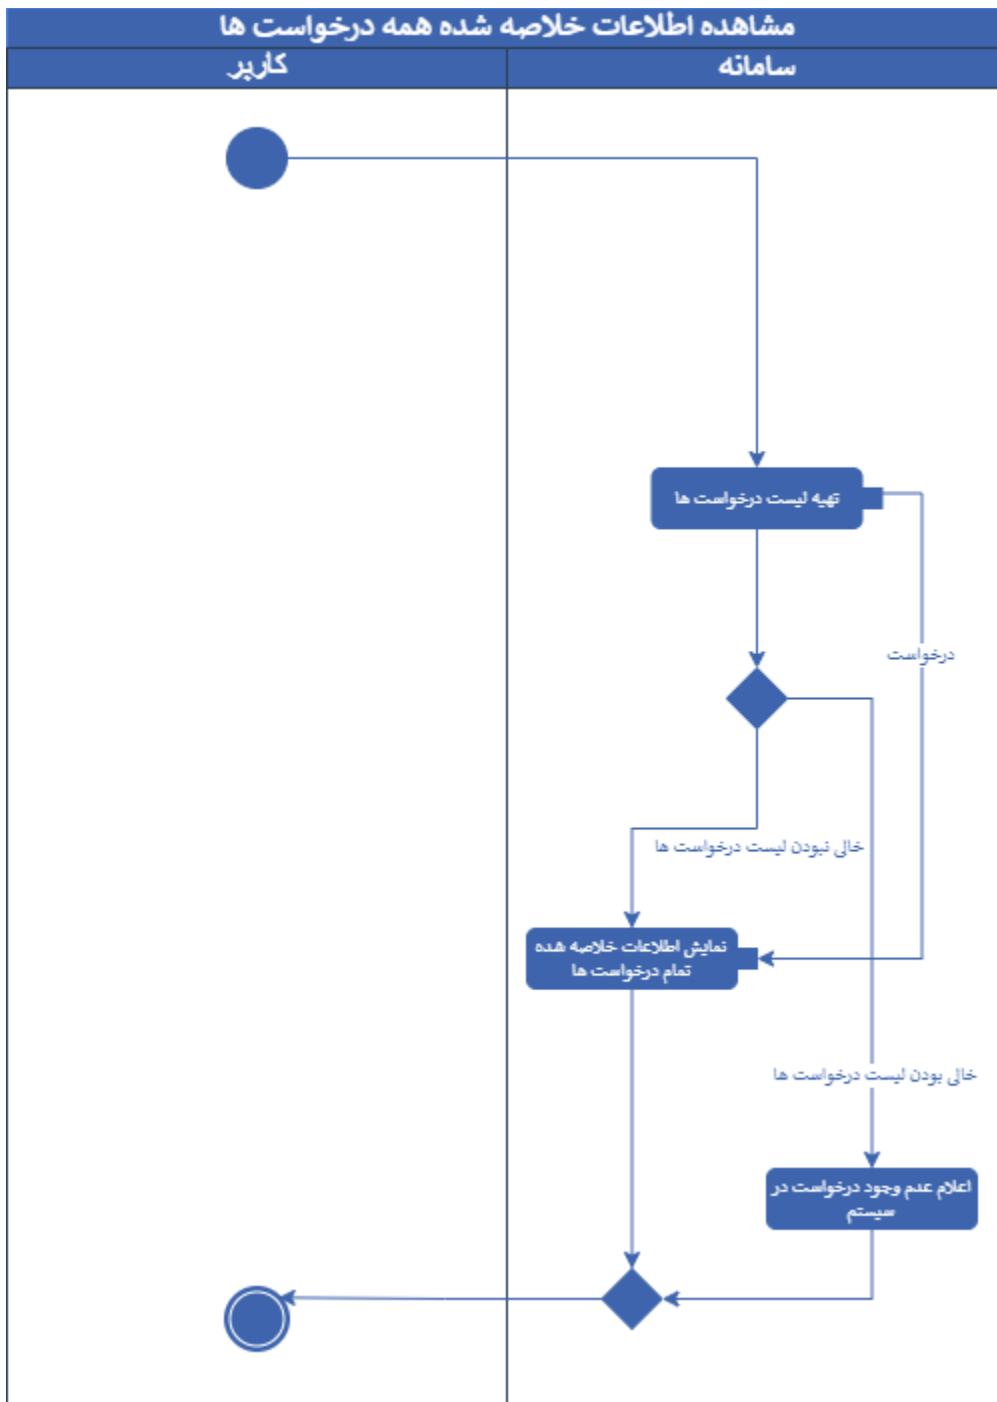 مشاهده اطلاعات خلاصه شده همه درخواست ها
سامانه
کاربر
تهیه لیست درخواست ها
درخواست
خالی نبودن لیست درخواست ها
نمایش اطلاعات خلاصه شده
تمام درخواست ها
خالی بودن لیست درخواست ها
اعلام عدم وجود درخواست در
سیستم